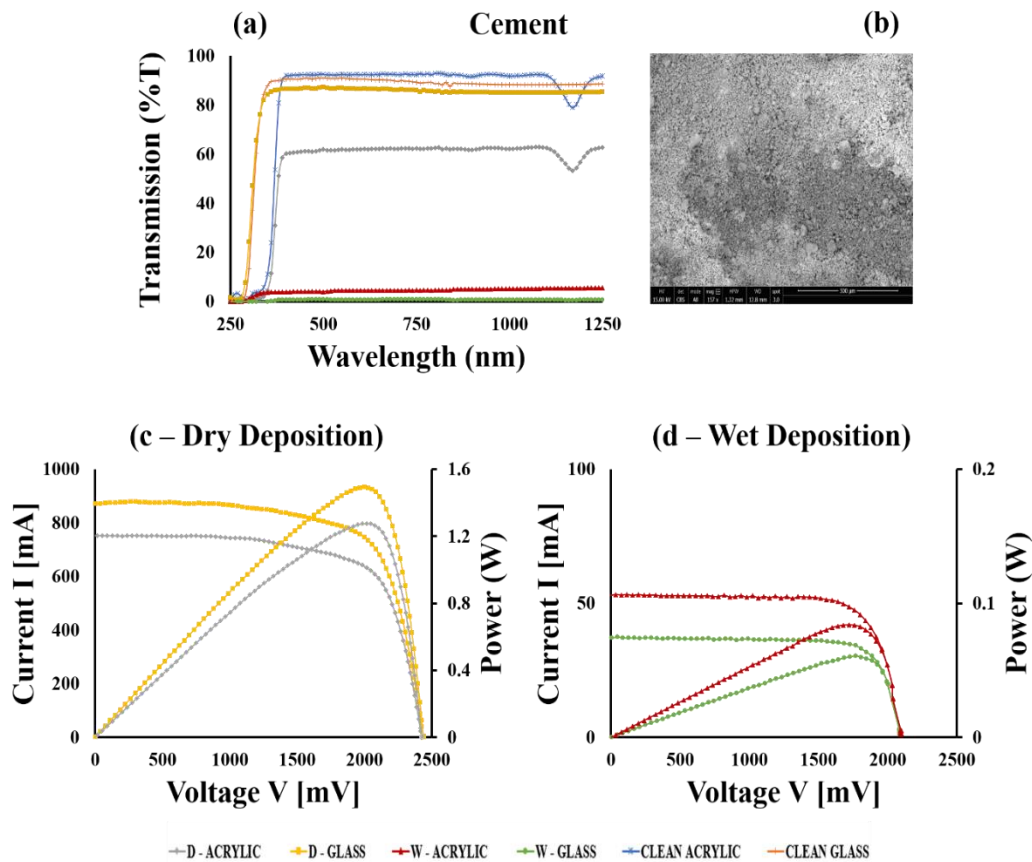 (a) Cement (b)
Transmission (%T)
100
80
60
40
20
0
250 500 750 1000 1250
Wavelength (nm)
(c – Dry Deposition)
Current I [mA]
1000
800
600
400
200
0
1.6
1.2
0.8
0.4
0
Power (W)
0 500 1000 1500 2000 2500
Voltage V [mV]
(d – Wet Deposition)
Current I [mA]
100
50
0
0.2
0.1
0
Power (W)
0 500 1000 1500 2000 2500
Voltage V [mV]
D - ACRYLIC D - GLASS W - ACRYLIC W - GLASS CLEAN ACRYLIC CLEAN GLASS